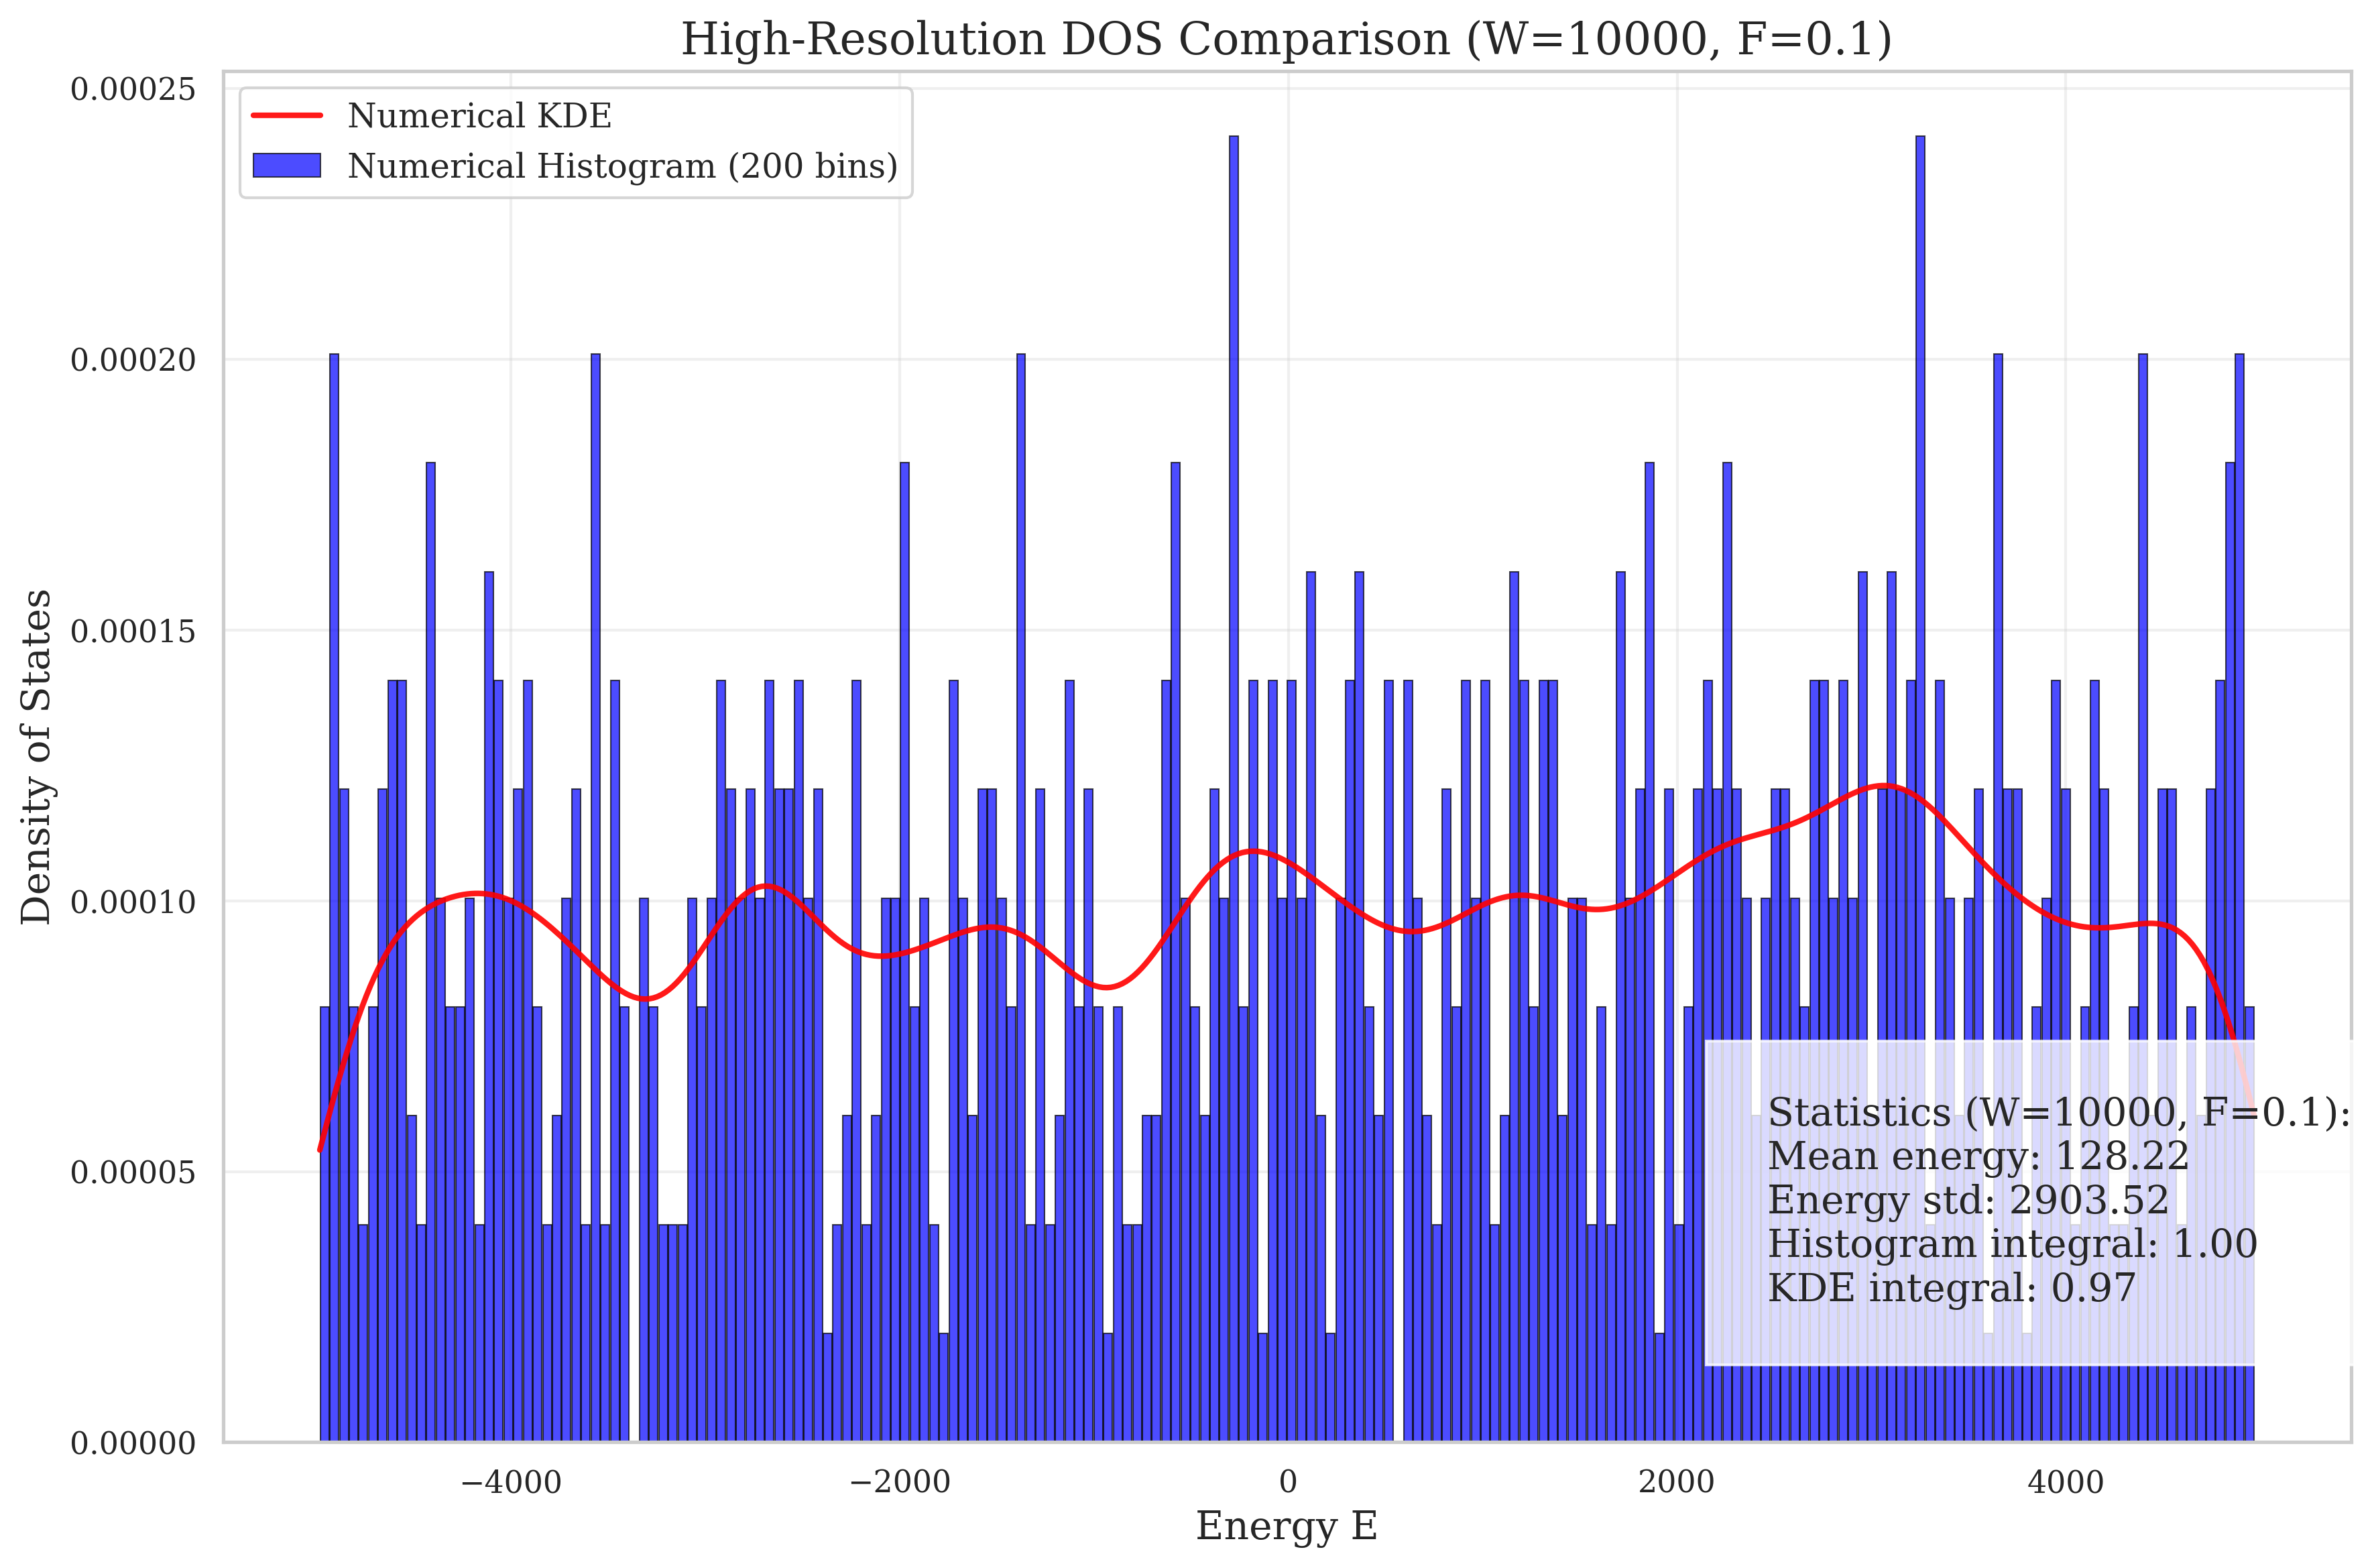 High-Resolution DOS Comparison (W=10000, F=0.1)
Numerical KDE
Numerical Histogram (200 bins)
Density of States
0.00025
0.00020
0.00015
0.00010
0.00005
0.00000
Statistics (W=10000, F=0.1):
Mean energy: 128.22
Energy std: 2903.52
Histogram integral: 1.00
KDE integral: 0.97
−4000 −2000 0 2000 4000
Energy E